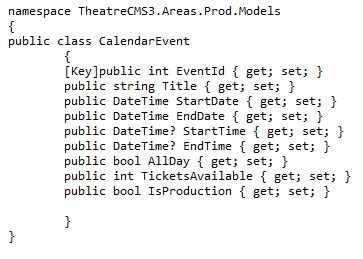 namespace TheatreCMS3.Areas.Prod.Models
{
public class CalendarEvent
{
[Key]public int EventId { get; set; }
public string Title { get; set; }
public DateTime StartDate { get; set; }
public DateTime EndDate { get; set; }
public DateTime? StartTime { get; set; }
public DateTime? EndTime { get; set; }
public bool AllDay { get; set; }
public int TicketsAvailable { get; set; }
public bool IsProduction { get; set; }
}
}